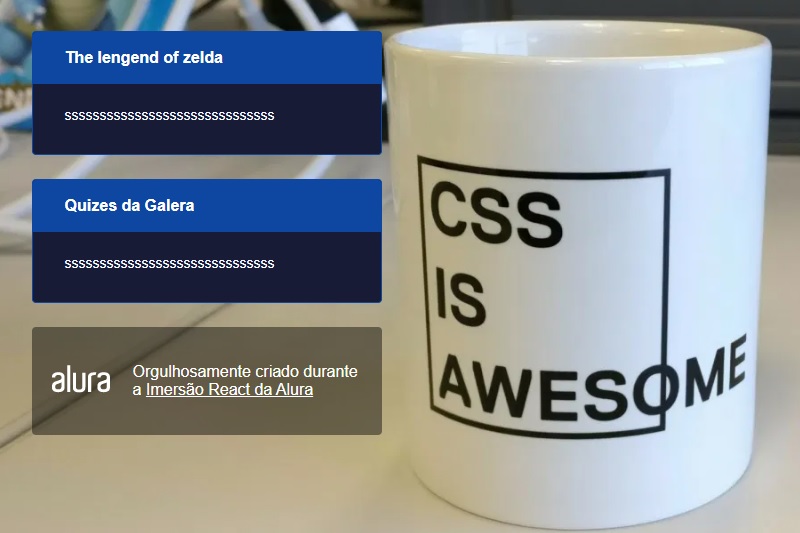 The lengend of zelda
sssssssssssssssssssssssssssssss
Quizes da Galera
sssssssssssssssssssssssssssssss
alura
Orgulhosamente criado durante
a Imersão React da Alura
CSS
IS
AWESOME